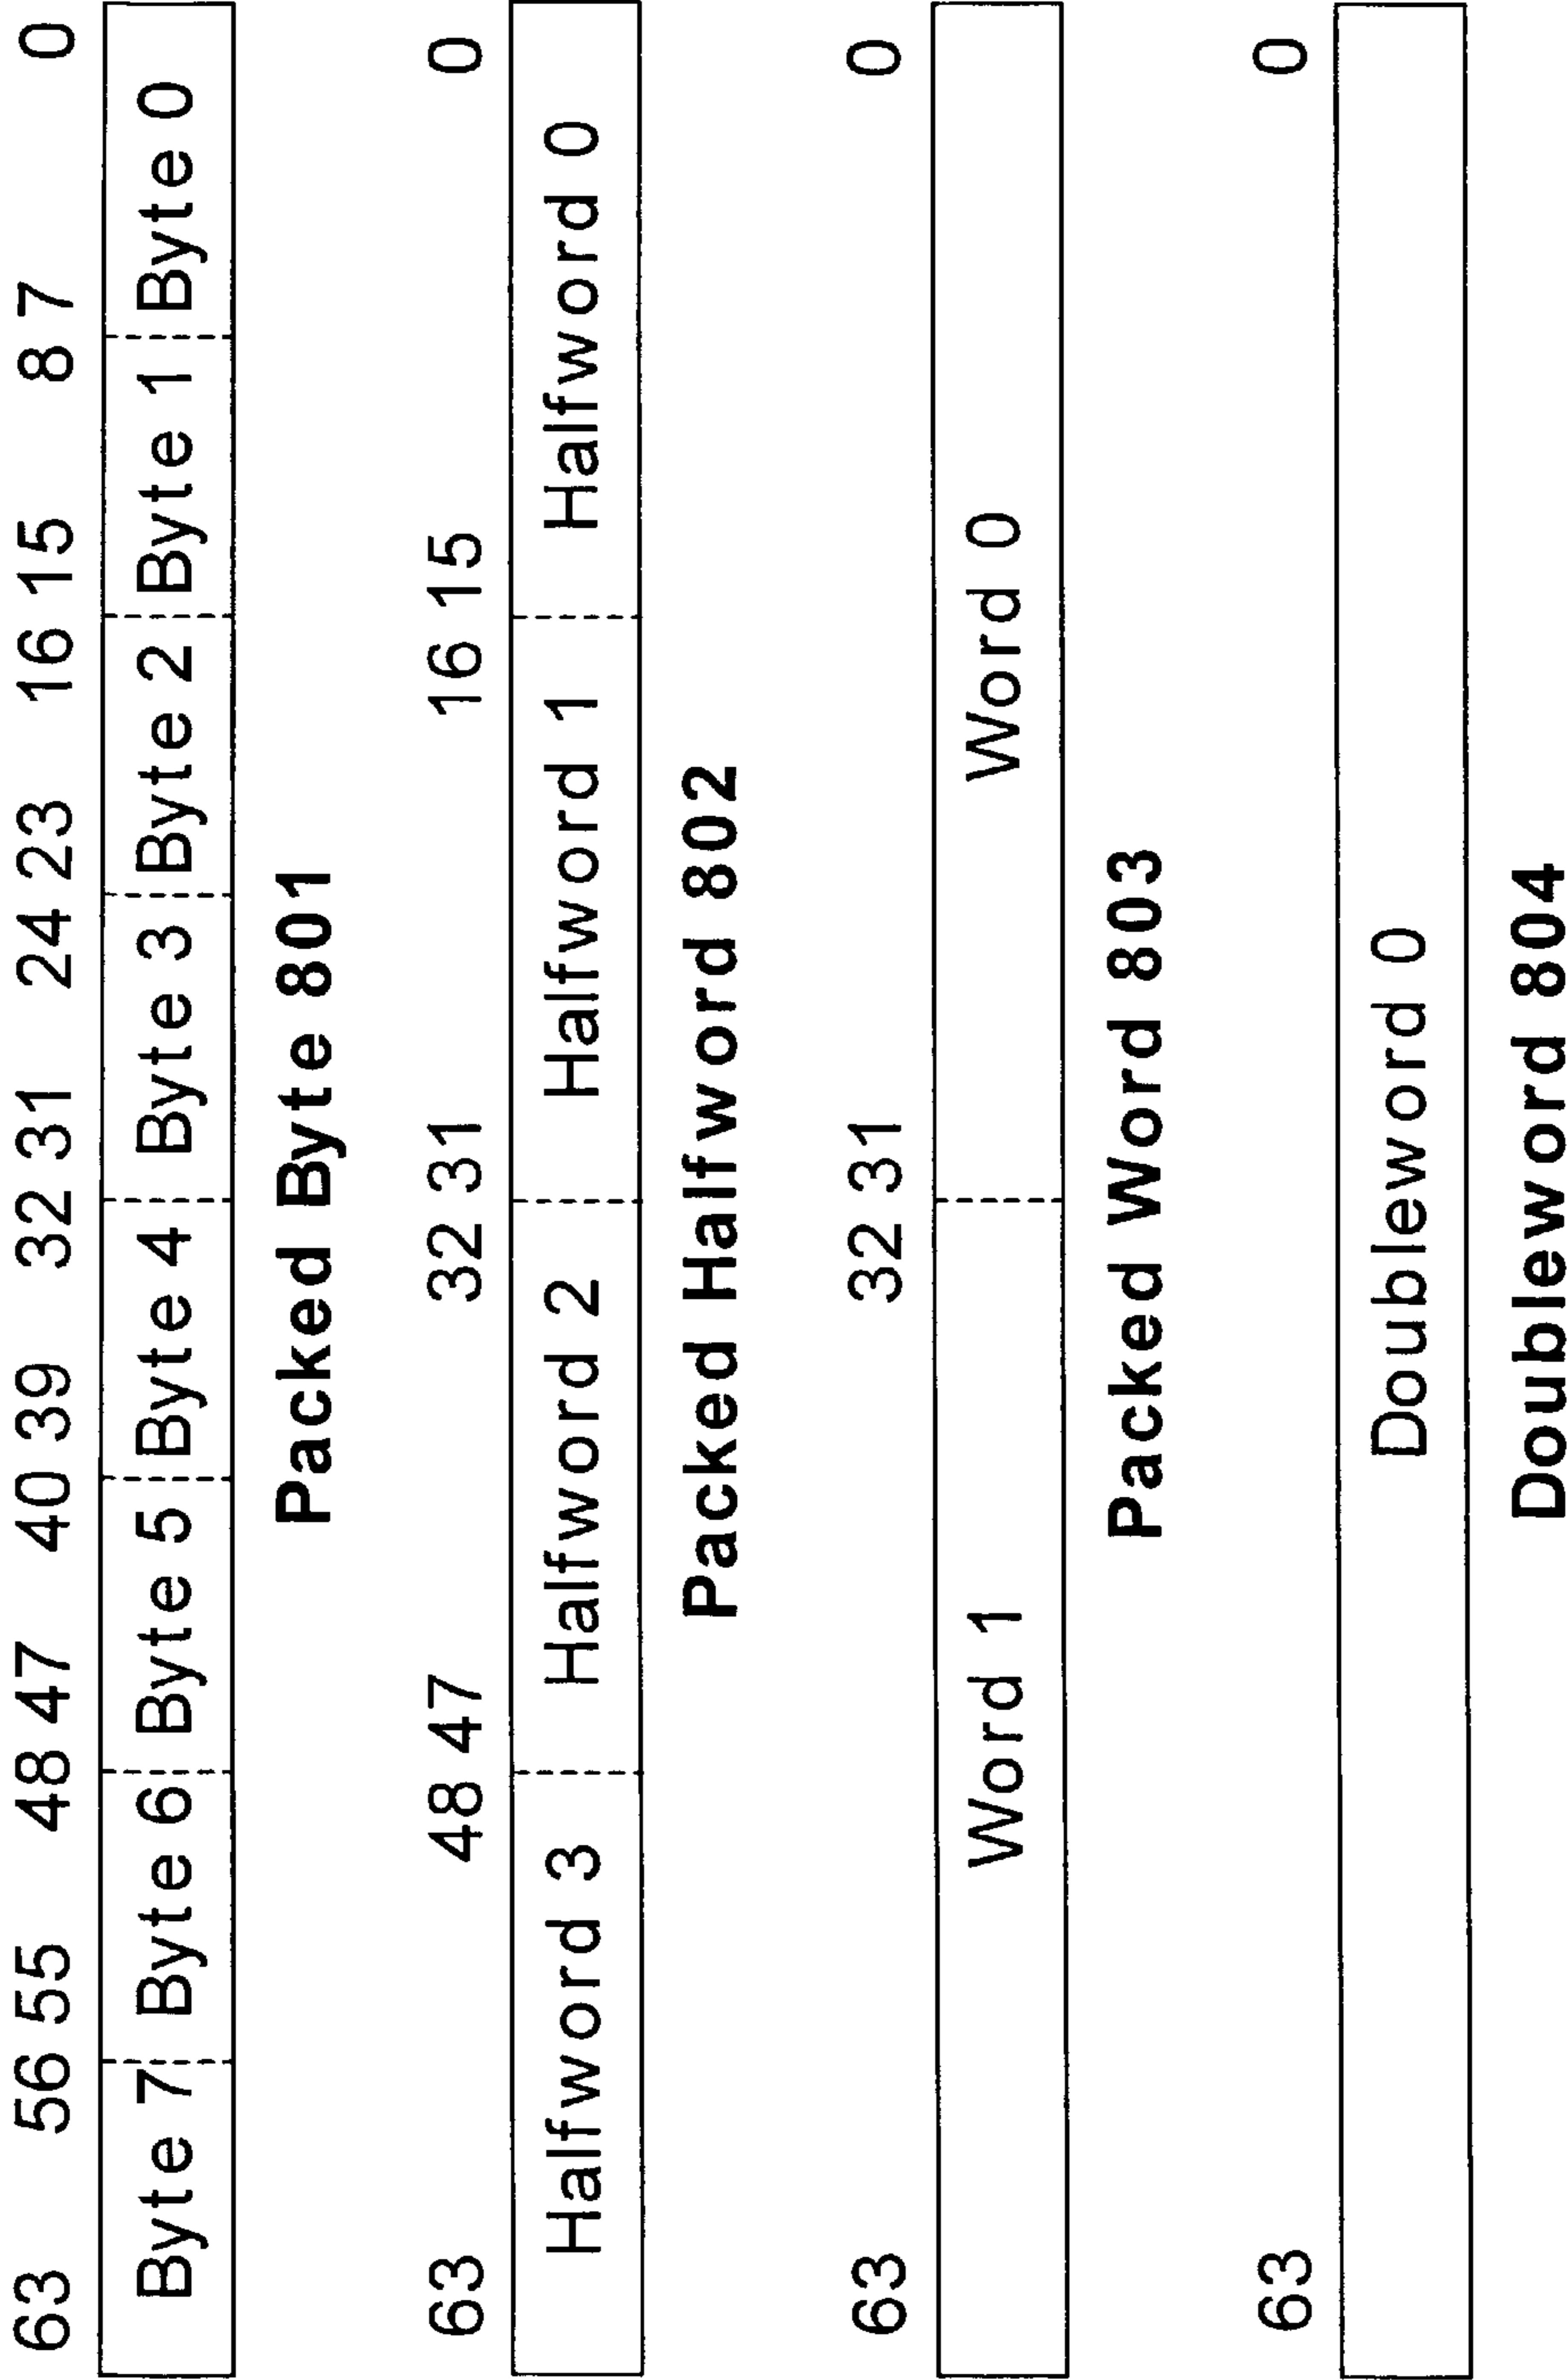 63 56 55 48 47 40 39 32 31 24 23 16 15 8 7 0
Byte 7 Byte 6 Byte 5 Byte 4 Byte 3 Byte 2 Byte 1 Byte 0
Packed Byte 801
63 48 47 32 31 16 15 0
Halfword 3 Halfword 2 Halfword 1 Halfword 0
Packed Halfword 802
63 32 31 0
Word 1 Word 0
Packed Word 803
63 0
Doubleword 0
Doubleword 804